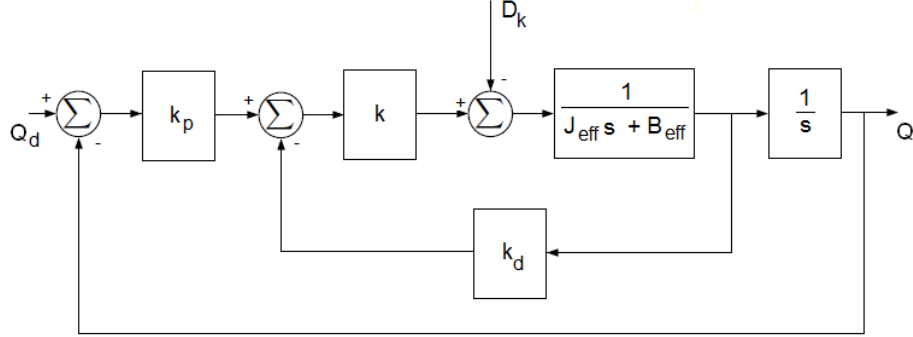 D_k
-
+
Q_d
-
k_p
+
-
k
+
1
J_eff s + B_eff
1
s
Q
k_d
Σ
Σ
Σ